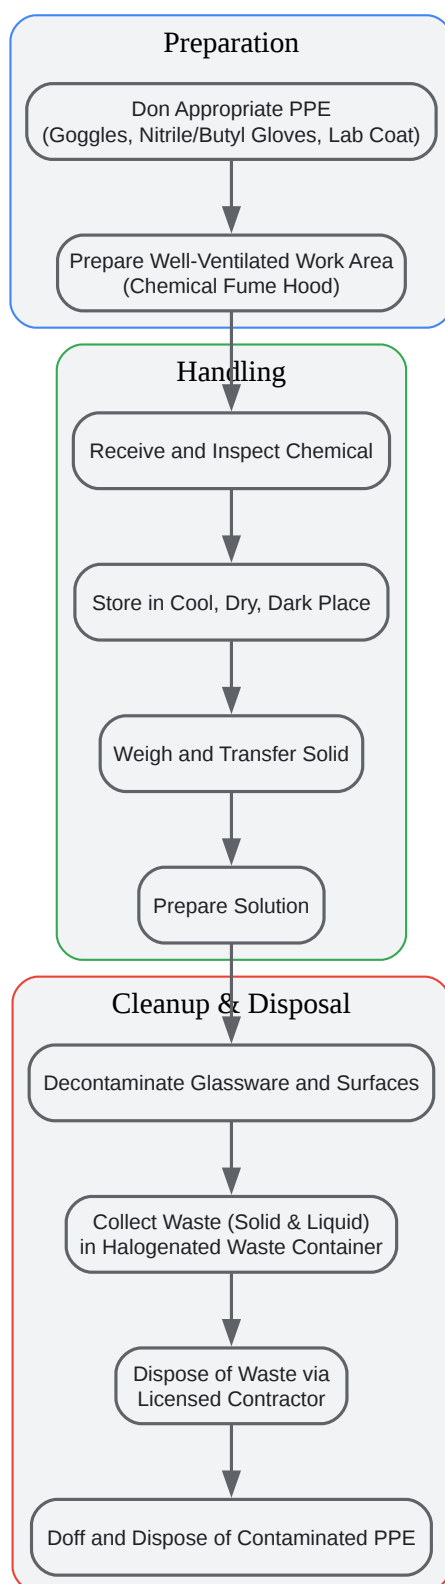 Preparation
Don Appropriate PPE
(Goggles, Nitrile/Butyl Gloves, Lab Coat)
Prepare Well-Ventilated Work Area
(Chemical Fume Hood)
Handling
Receive and Inspect Chemical
Store in Cool, Dry, Dark Place
Weigh and Transfer Solid
Prepare Solution
Cleanup & Disposal
Decontaminate Glassware and Surfaces
Collect Waste (Solid & Liquid)
in Halogenated Waste Container
Dispose of Waste via
Licensed Contractor
Doff and Dispose of Contaminated PPE